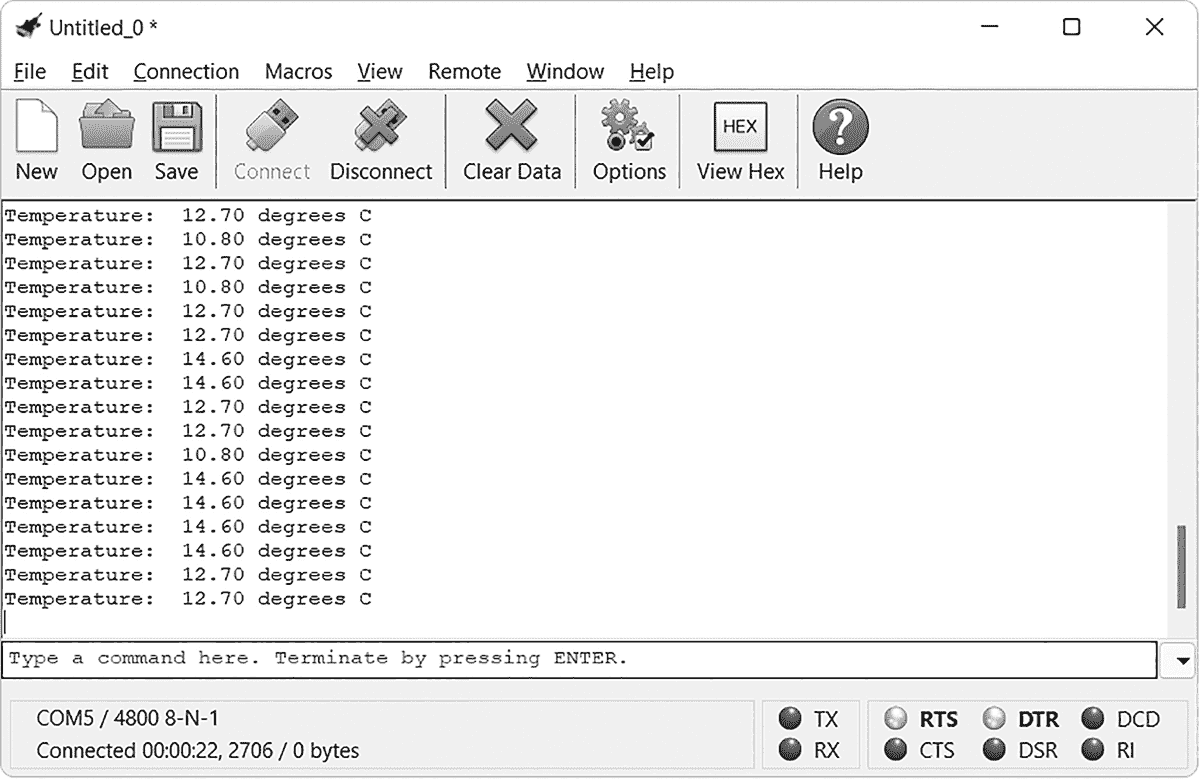 Untitled_0 *
File Edit Connection Macros View Remote Window Help
HEX
New Open Save Connect Disconnect Clear Data Options View Hex Help
Temperature:  12.70 degrees C
Temperature:  10.80 degrees C
Temperature:  12.70 degrees C
Temperature:  10.80 degrees C
Temperature:  12.70 degrees C
Temperature:  12.70 degrees C
Temperature:  14.60 degrees C
Temperature:  14.60 degrees C
Temperature:  12.70 degrees C
Temperature:  12.70 degrees C
Temperature:  10.80 degrees C
Temperature:  14.60 degrees C
Temperature:  14.60 degrees C
Temperature:  14.60 degrees C
Temperature:  14.60 degrees C
Temperature:  12.70 degrees C
Temperature:  12.70 degrees C
Type a command here. Terminate by pressing ENTER.
COM5 / 4800 8-N-1 TX RTS DTR DCD
Connected 00:00:22, 2706 / 0 bytes RX CTS DSR RI